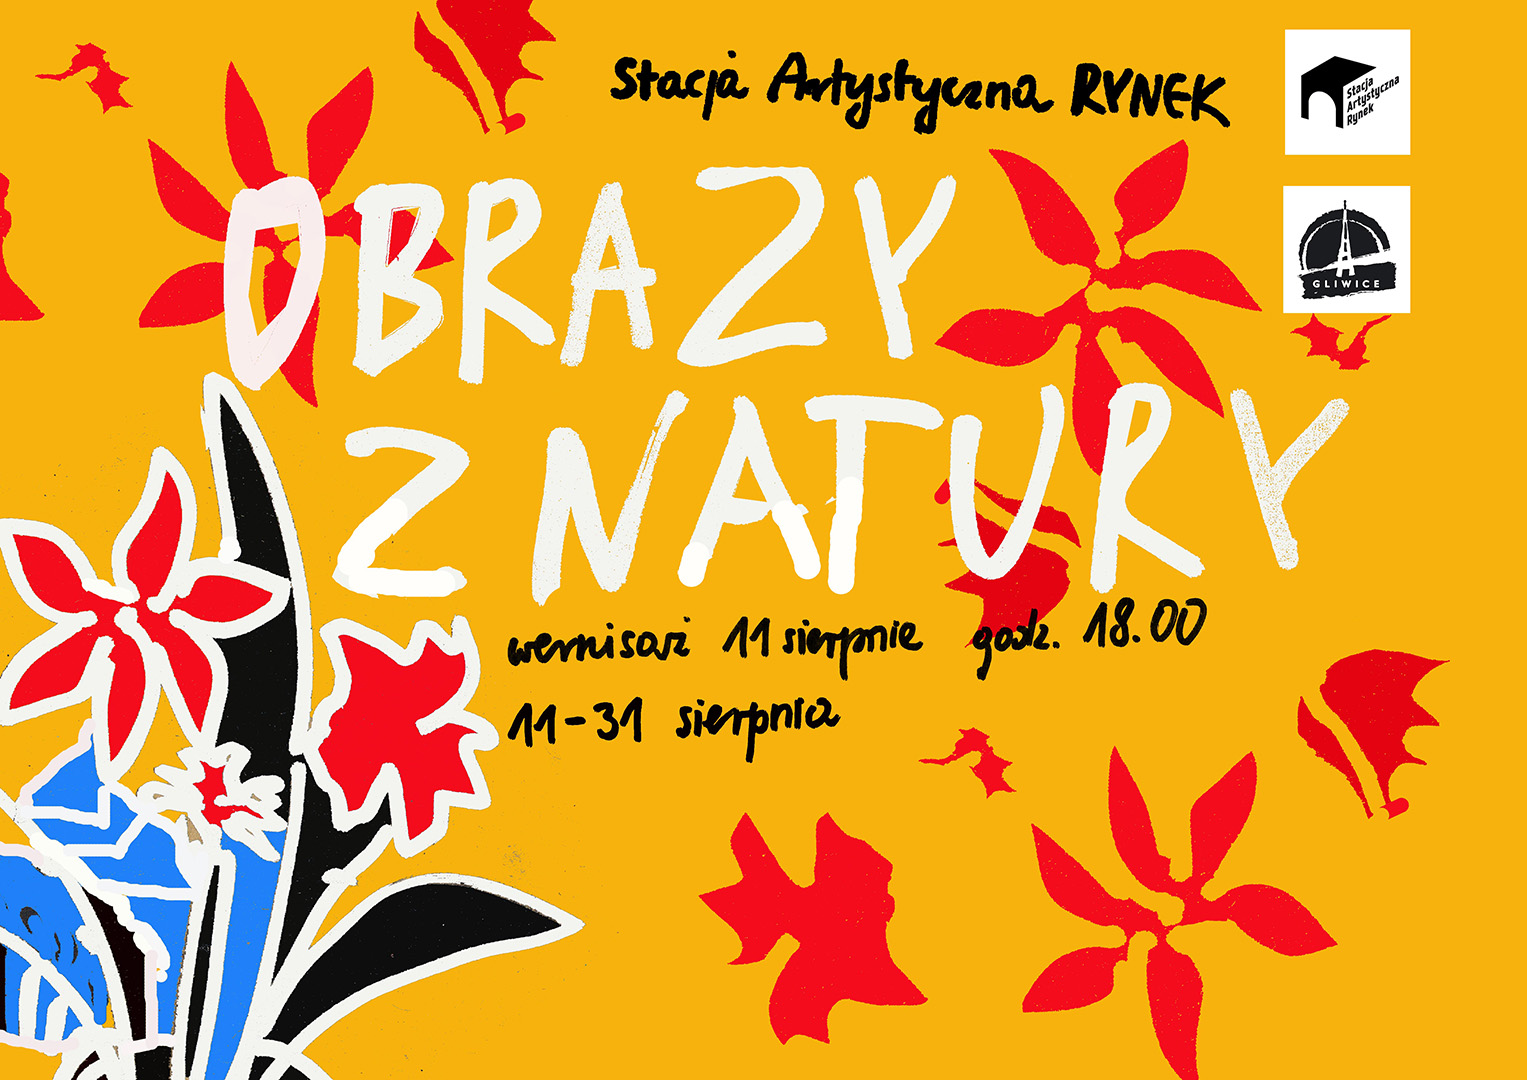 Stacja Artystyczna RYNEK
Stacja
Artystyczna
Rynek
OBRAZY
GLIWICE
Z NATURY
wernisaż 11 sierpnie godz. 18.00
11-31 sierpnia